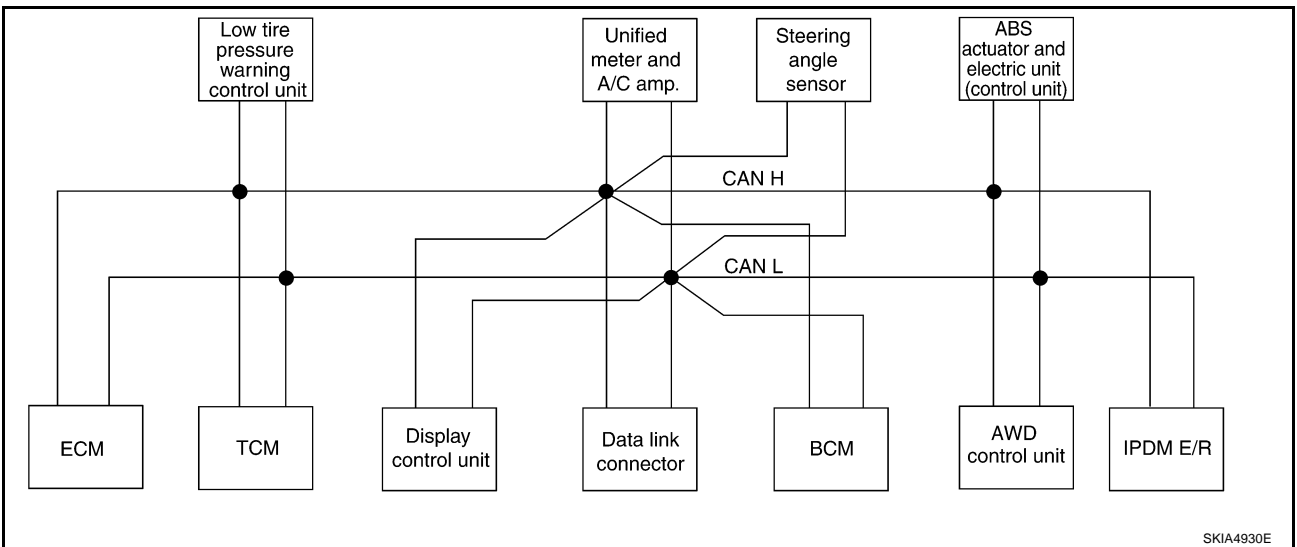 Low tire
pressure
warning
control unit
Unified
meter and
A/C amp.
Steering
angle
sensor
ABS
actuator and
electric unit
(control unit)
CAN H
CAN L
ECM
TCM
Display
control unit
Data link
connector
BCM
AWD
control unit
IPDM E/R
SKIA4930E